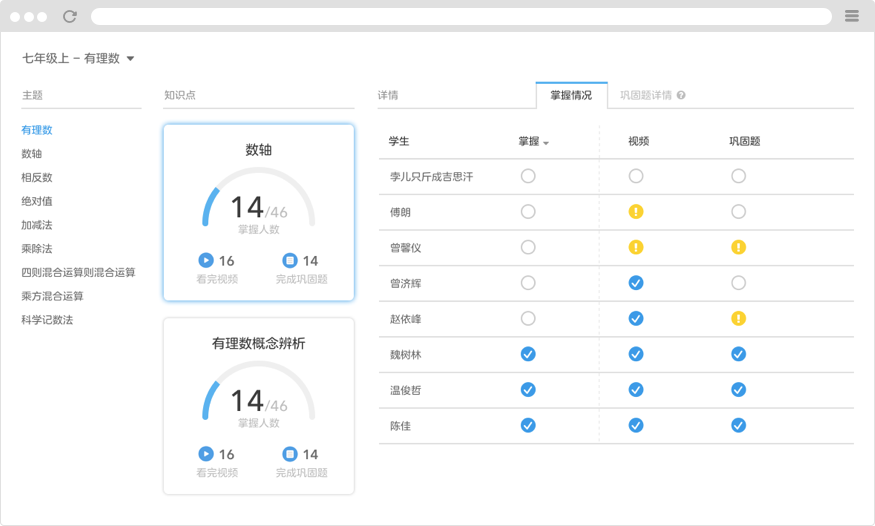 七年级上 – 有理数
主题
有理数
数轴
相反数
绝对值
加减法
乘除法
四则混合运算则混合运算
乘方混合运算
科学记数法
知识点
数轴
14/46
掌握人数
16
看完视频
14
完成巩固题
有理数概念辨析
14/46
掌握人数
16
看完视频
14
完成巩固题
详情
掌握情况
巩固题详情
学生 掌握 视频 巩固题
孛儿只斤成吉思汗
傅朗
曾馨仪
曾济辉
赵依峰
魏树林
温俊哲
陈佳